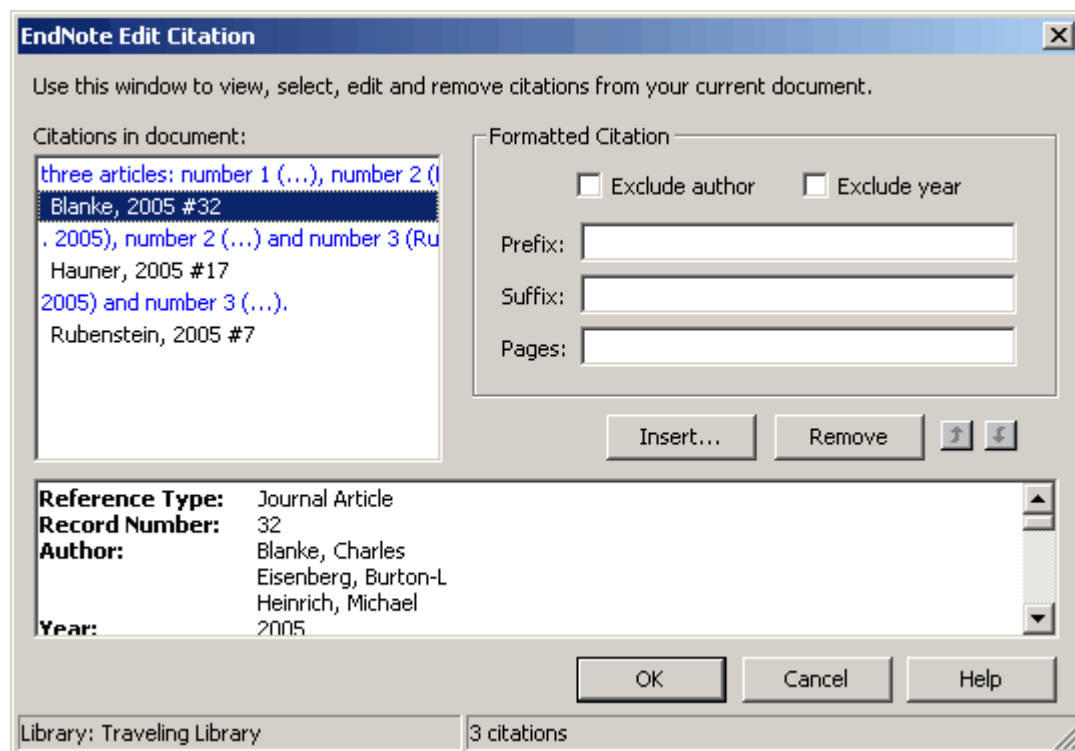 EndNote Edit Citation
Use this window to view, select, edit and remove citations from your current document.
Citations in document:
three articles: number 1 (...), number 2 (
Blanke, 2005 #32
. 2005), number 2 (...) and number 3 (Ru
Hauner, 2005 #17
2005) and number 3 (...).
Rubenstein, 2005 #7
Formatted Citation
Exclude author
Exclude year
Prefix:
Suffix:
Pages:
Insert...
Remove
Reference Type: Journal Article
Record Number: 32
Author: Blanke, Charles
Eisenberg, Burton-L
Heinrich, Michael
Year: 2005
OK
Cancel
Help
Library: Traveling Library
3 citations